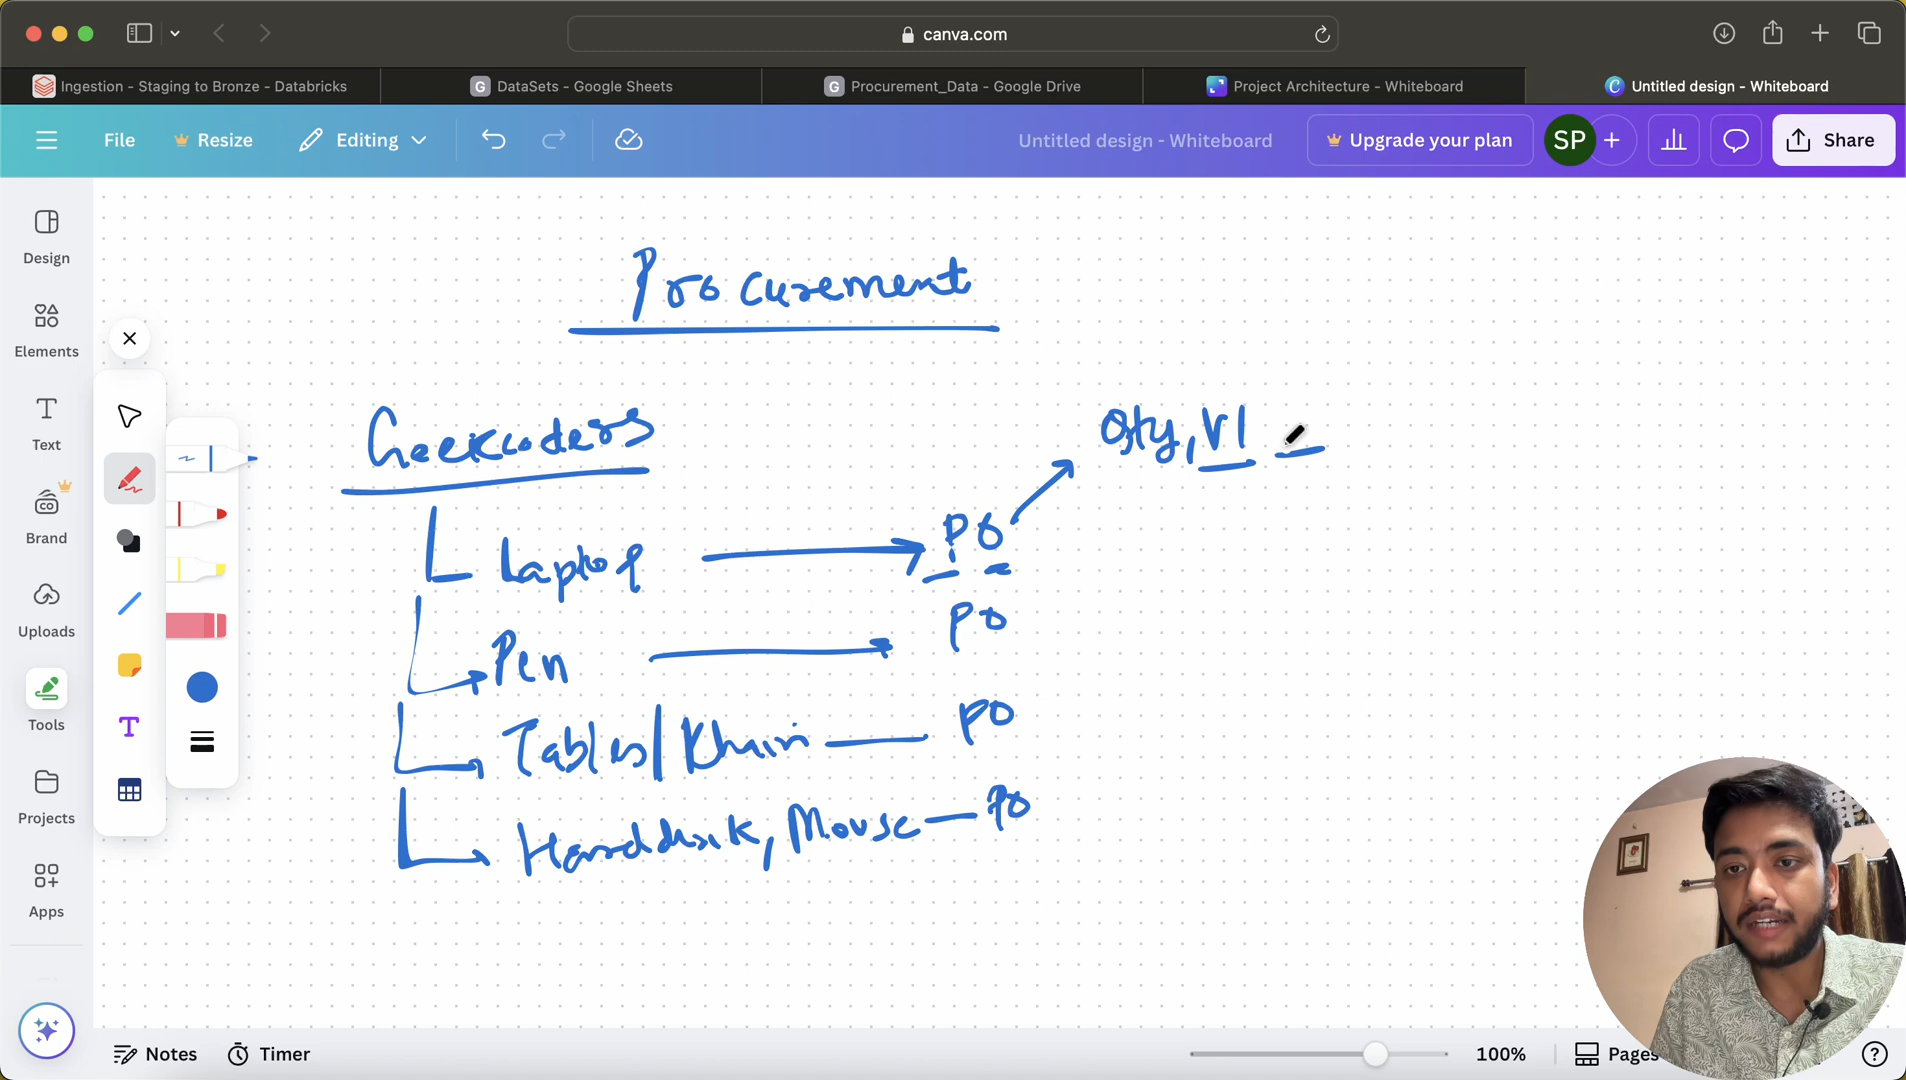 canva.com
Ingestion - Staging to Bronze - Databricks
DataSets - Google Sheets
Procurement_Data - Google Drive
Project Architecture - Whiteboard
Untitled design - Whiteboard
File
Resize
Editing
Untitled design - Whiteboard
Upgrade your plan
SP
Share
Design
Elements
Text
Brand
Uploads
Tools
Projects
Apps
Procurement
Geekcoders
Qty, V1
Laptop
PO
Pen
PO
Tables/
PO
Harddisk, Mouse
PO
Notes
Timer
100%
Pages